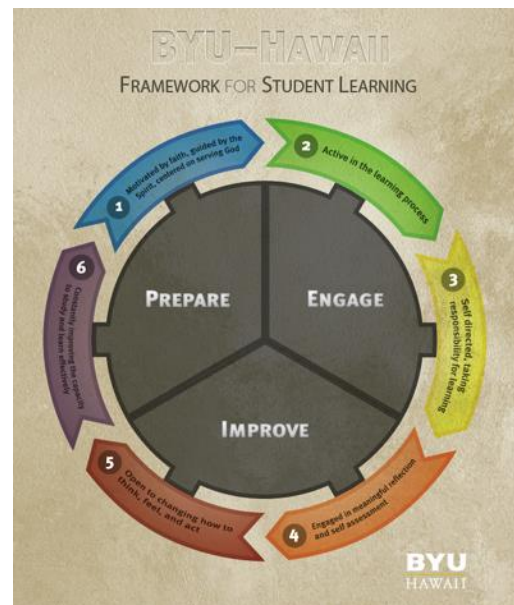 BYU–HAWAII
FRAMEWORK FOR STUDENT LEARNING
1
Motivated by faith, guided by the
Spirit, centered on serving God
2
Active in the learning process
3
Self directed, taking
responsibility for learning
4
Engaged in meaningful reflection
and self assessment
5
Open to changing how to
think, feel, and act
6
Constantly improving the capacity
to study and learn effectively
PREPARE
ENGAGE
IMPROVE
BYU
HAWAII